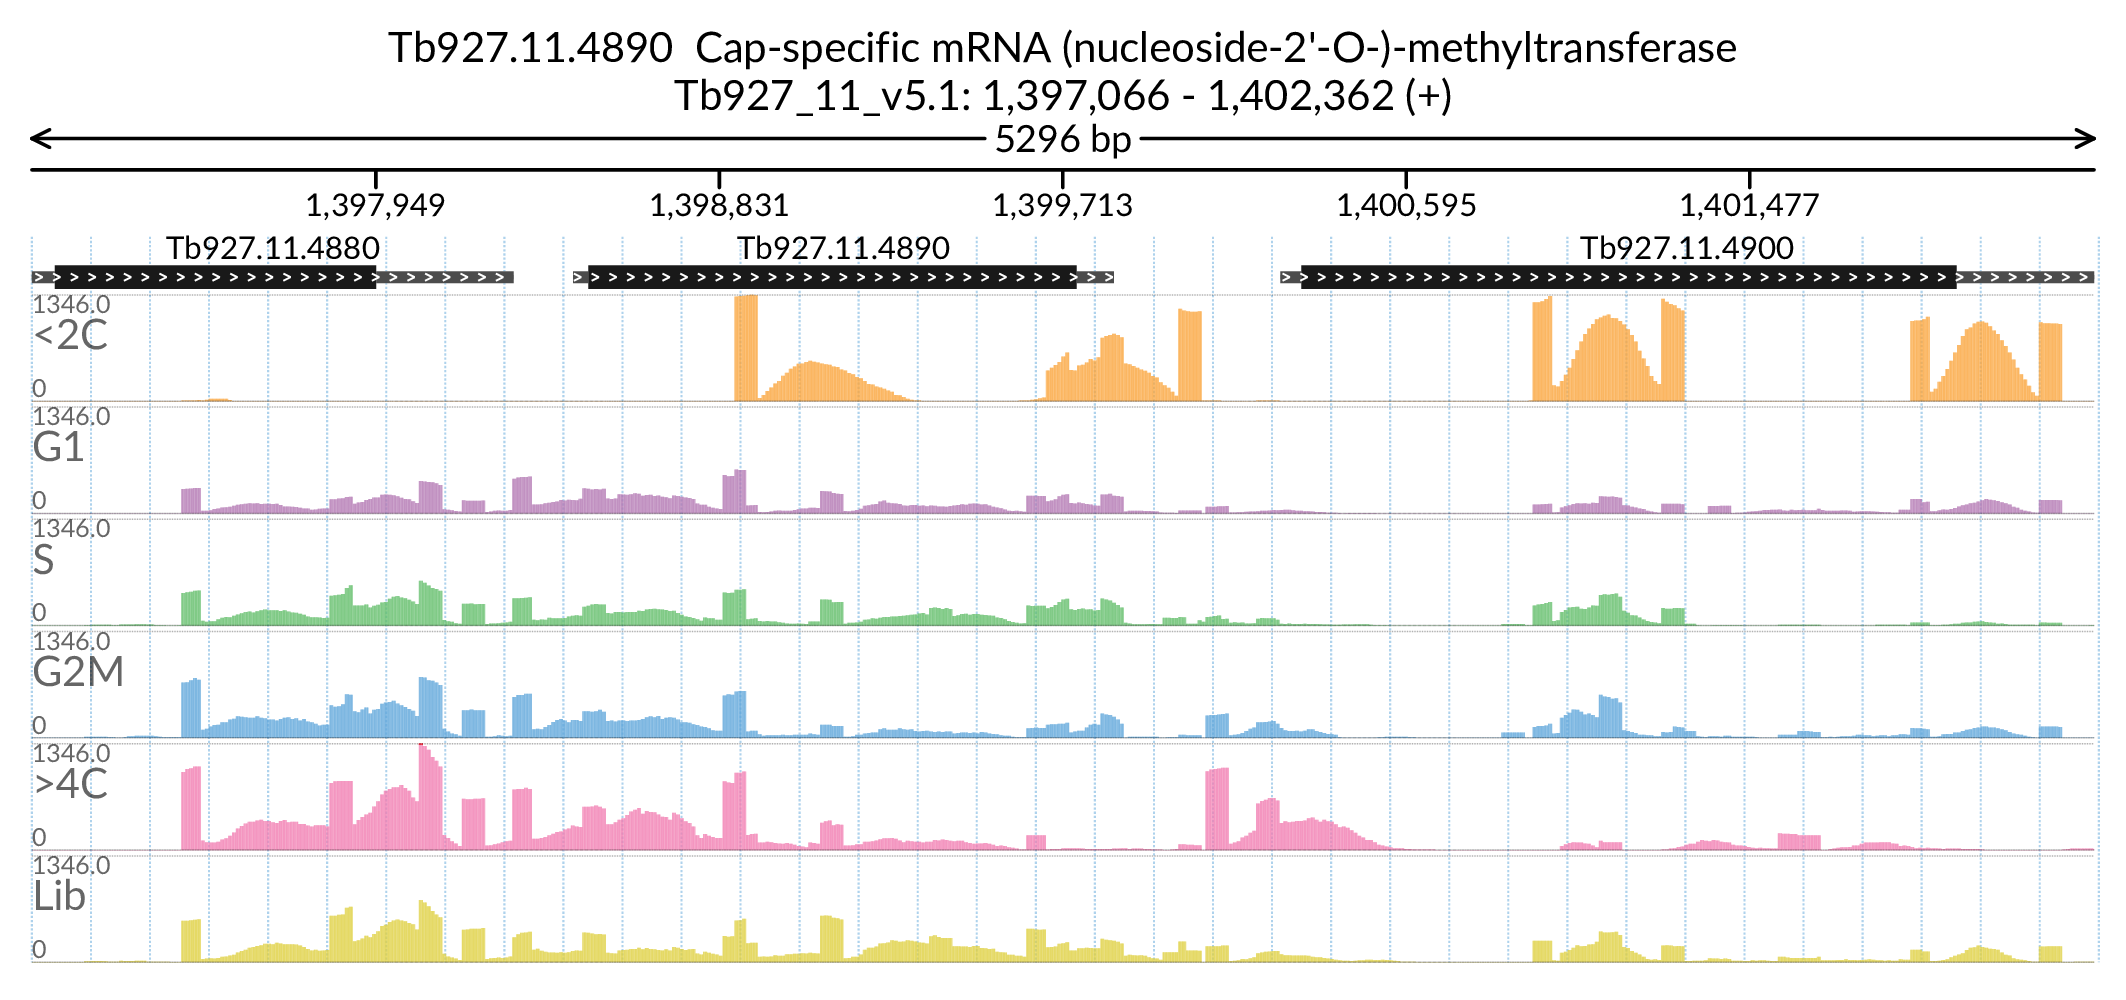 Tb927.11.4890  Cap-specific mRNA (nucleoside-2'-O-)-methyltransferase
Tb927_11_v5.1: 1,397,066 - 1,402,362 (+)
5296 bp
1,397,949 1,398,831 1,399,713 1,400,595 1,401,477
Tb927.11.4880 Tb927.11.4890 Tb927.11.4900
1346.0
<2C
0
1346.0
G1
0
1346.0
S
0
1346.0
G2M
0
1346.0
>4C
0
1346.0
Lib
0